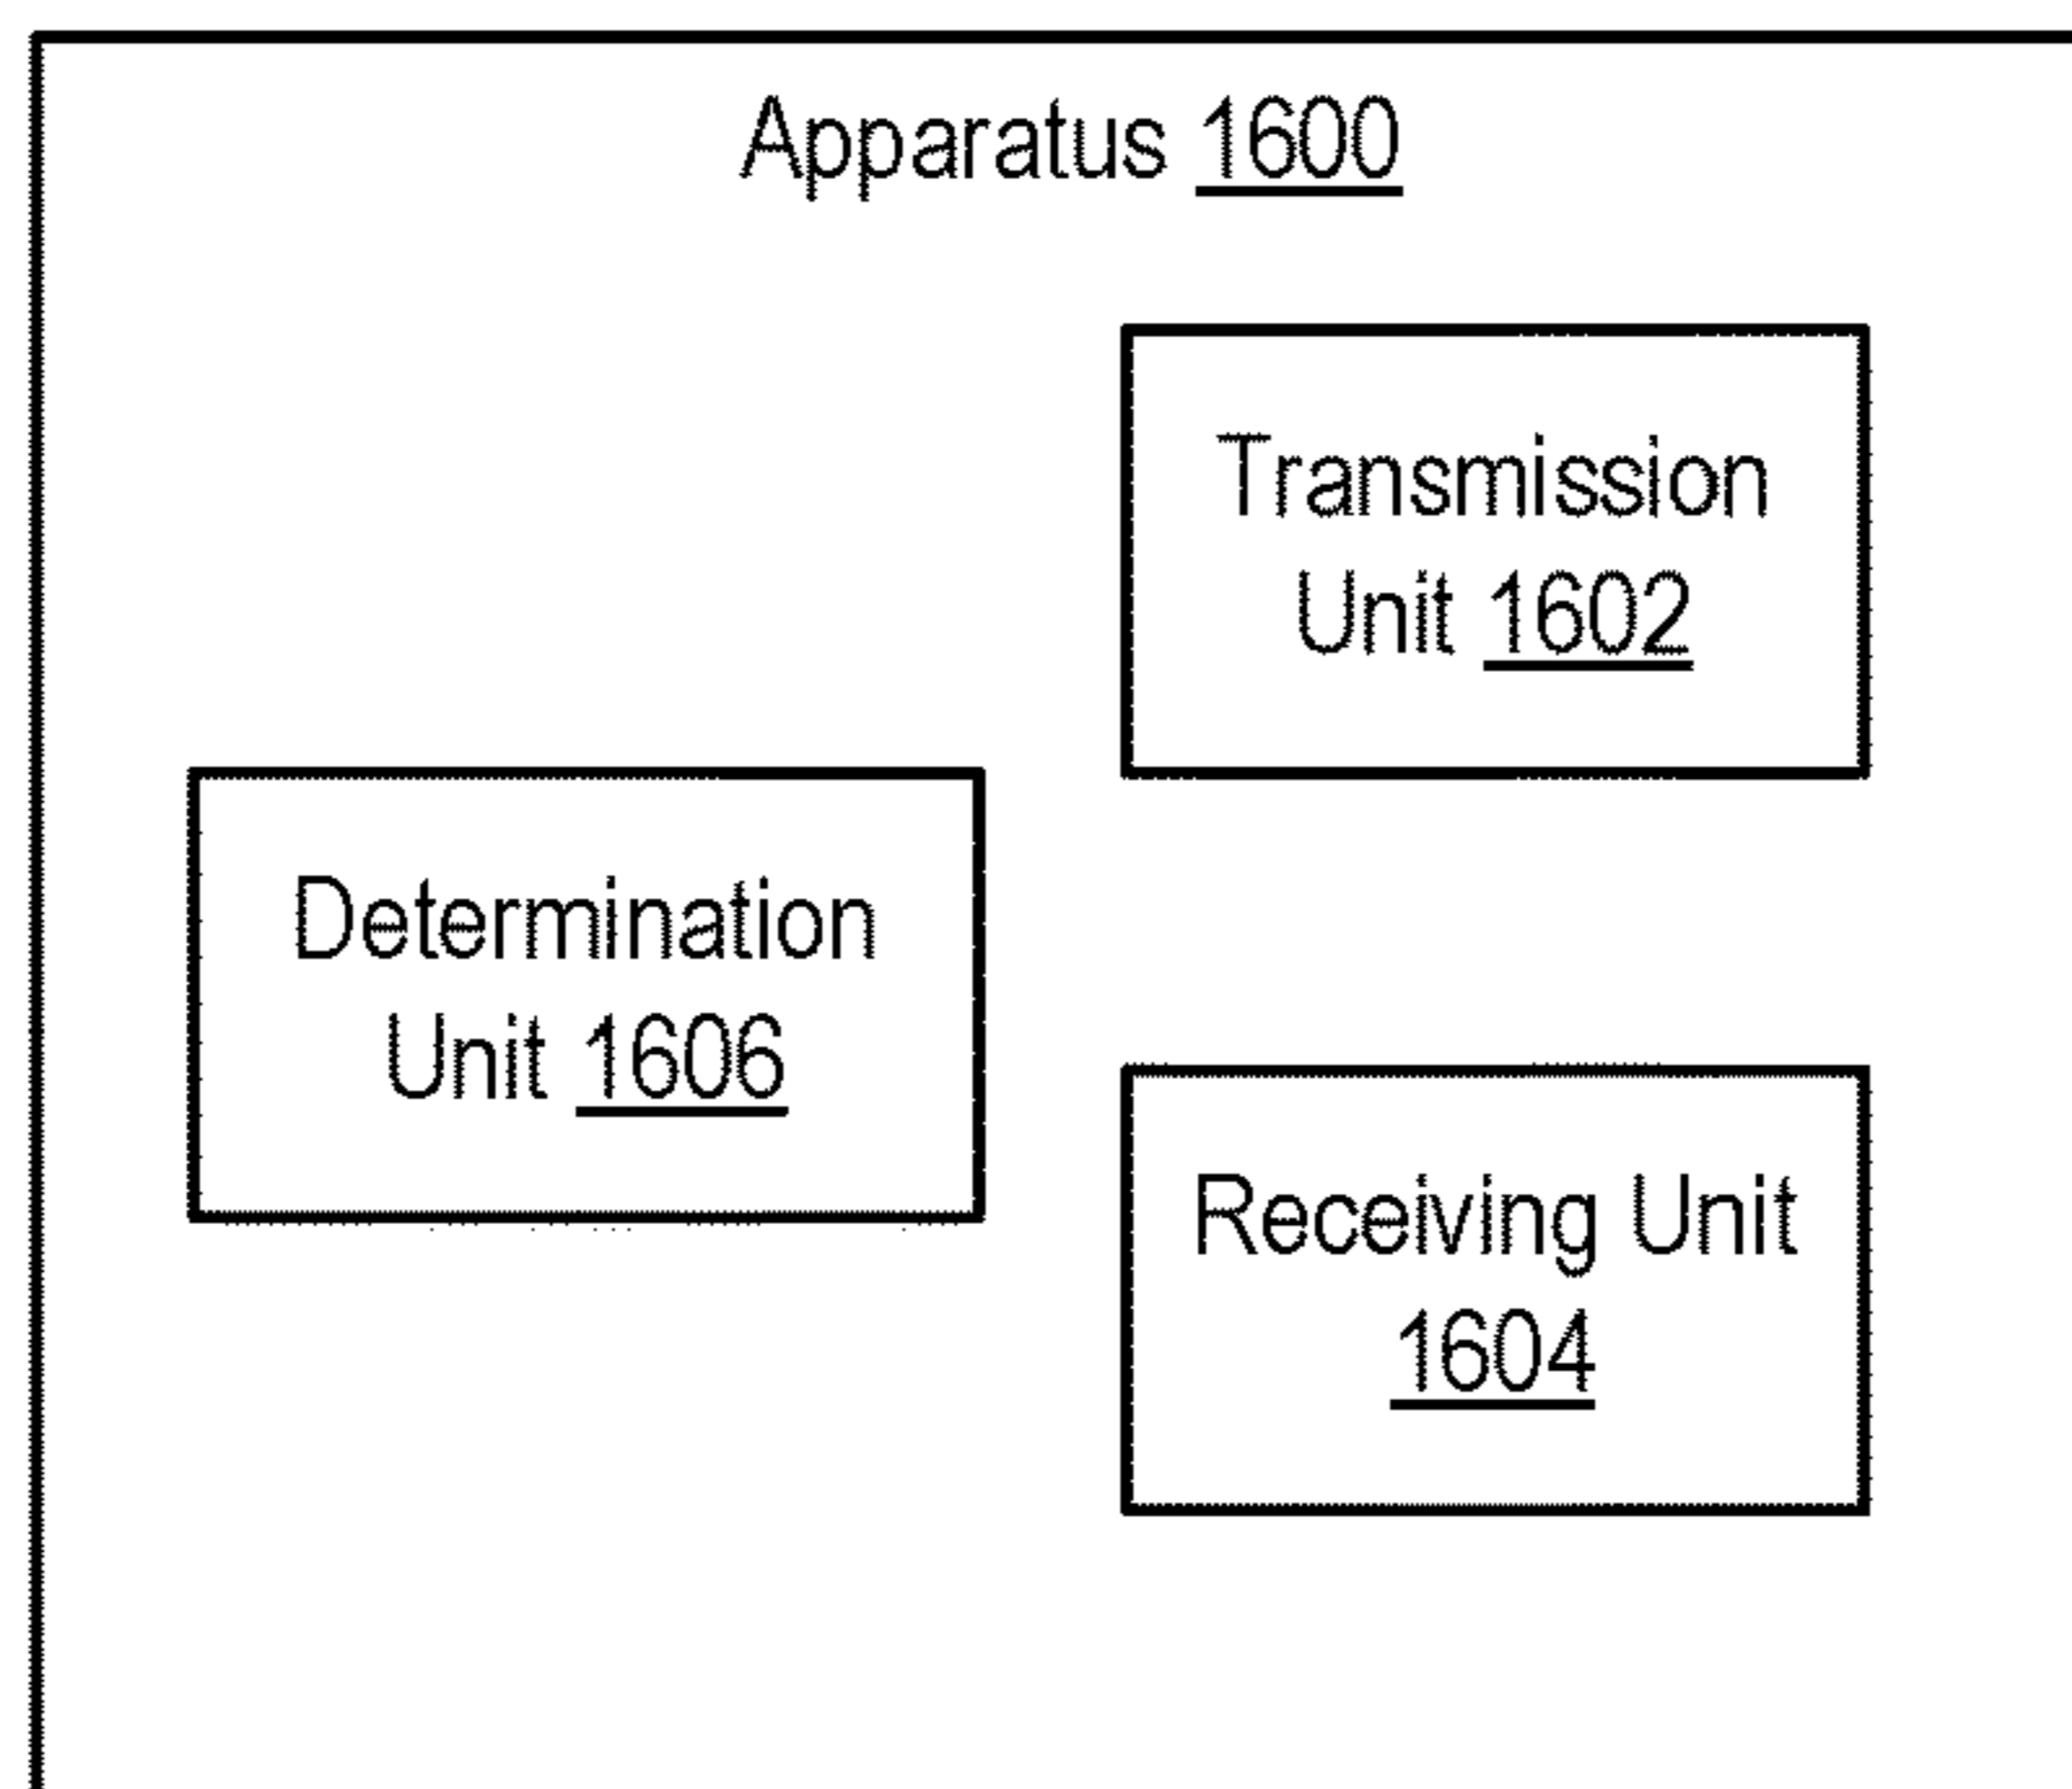 Apparatus 1600
Transmission
Unit 1602
Determination
Unit 1606
Receiving Unit
1604